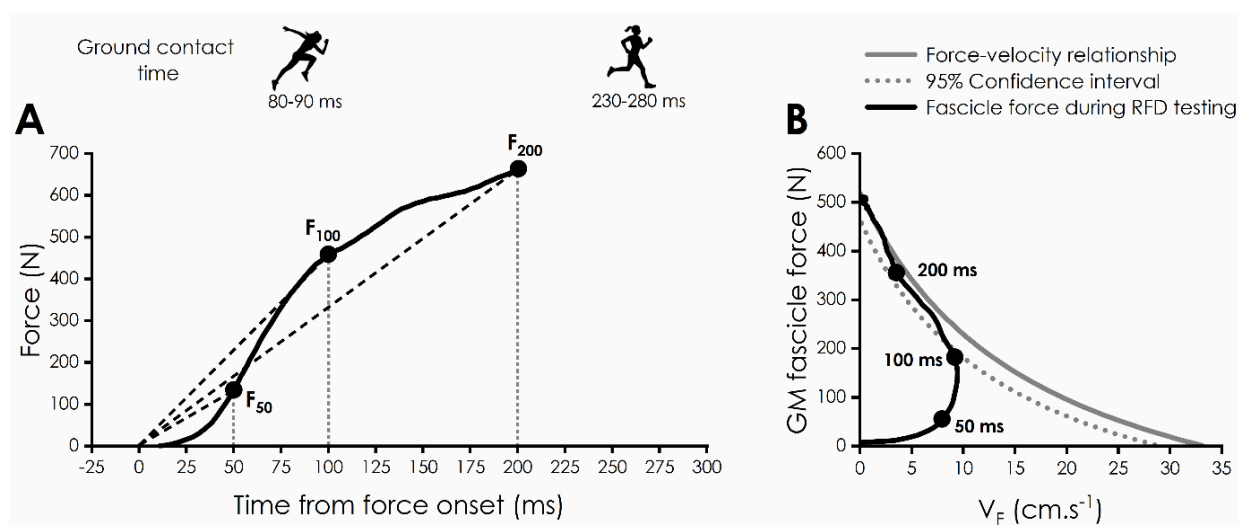 Ground contact
time
80-90 ms
230-280 ms
Force-velocity relationship
95% Confidence interval
Fascicle force during RFD testing
A
Force (N)
700
600
500
400
300
200
100
0
F200
F100
F50
-25 0 25 50 75 100 125 150 175 200 225 250 275 300
Time from force onset (ms)
B
GM fascicle force (N)
600
500
400
300
200
100
0
200 ms
100 ms
50 ms
0 5 10 15 20 25 30 35
VF (cm.s-1)